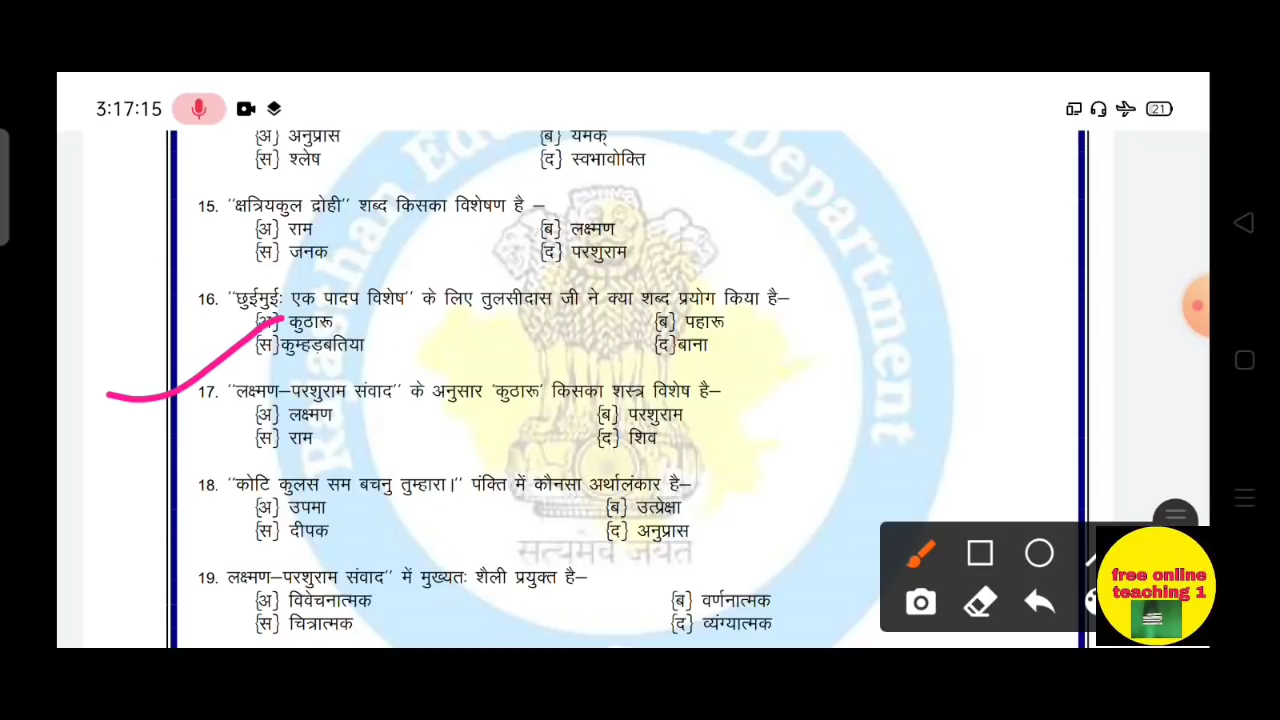 3:17:15 21
{अ} अनुप्रास {ब} यमक्
{स} श्लेष {द} स्वभावोक्ति
15. ''क्षत्रियकुल द्रोही'' शब्द किसका विशेषण है –
{अ} राम {ब} लक्ष्मण
{स} जनक {द} परशुराम
16. ''छुईमुईः एक पादप विशेष'' के लिए तुलसीदास जी ने क्या शब्द प्रयोग किया है–
{अ} कुठारू {ब} पहारू
{स}कुम्हड़बतिया {द}बाना
17. ''लक्ष्मण–परशुराम संवाद'' के अनुसार 'कुठारू' किसका शस्त्र विशेष है–
{अ} लक्ष्मण {ब} परशुराम
{स} राम {द} शिव
18. ''कोटि कुलस सम बचनु तुम्हारा।'' पंक्ति में कौनसा अर्थालंकार है–
{अ} उपमा {ब} उत्प्रेक्षा
{स} दीपक {द} अनुप्रास
सत्यमेव जयते
19. लक्ष्मण–परशुराम संवाद'' में मुख्यतः शैली प्रयुक्त है–
{अ} विवेचनात्मक {ब} वर्णनात्मक
{स} चित्रात्मक {द} व्यंग्यात्मक
Rajasthan Department
free online
teaching 1